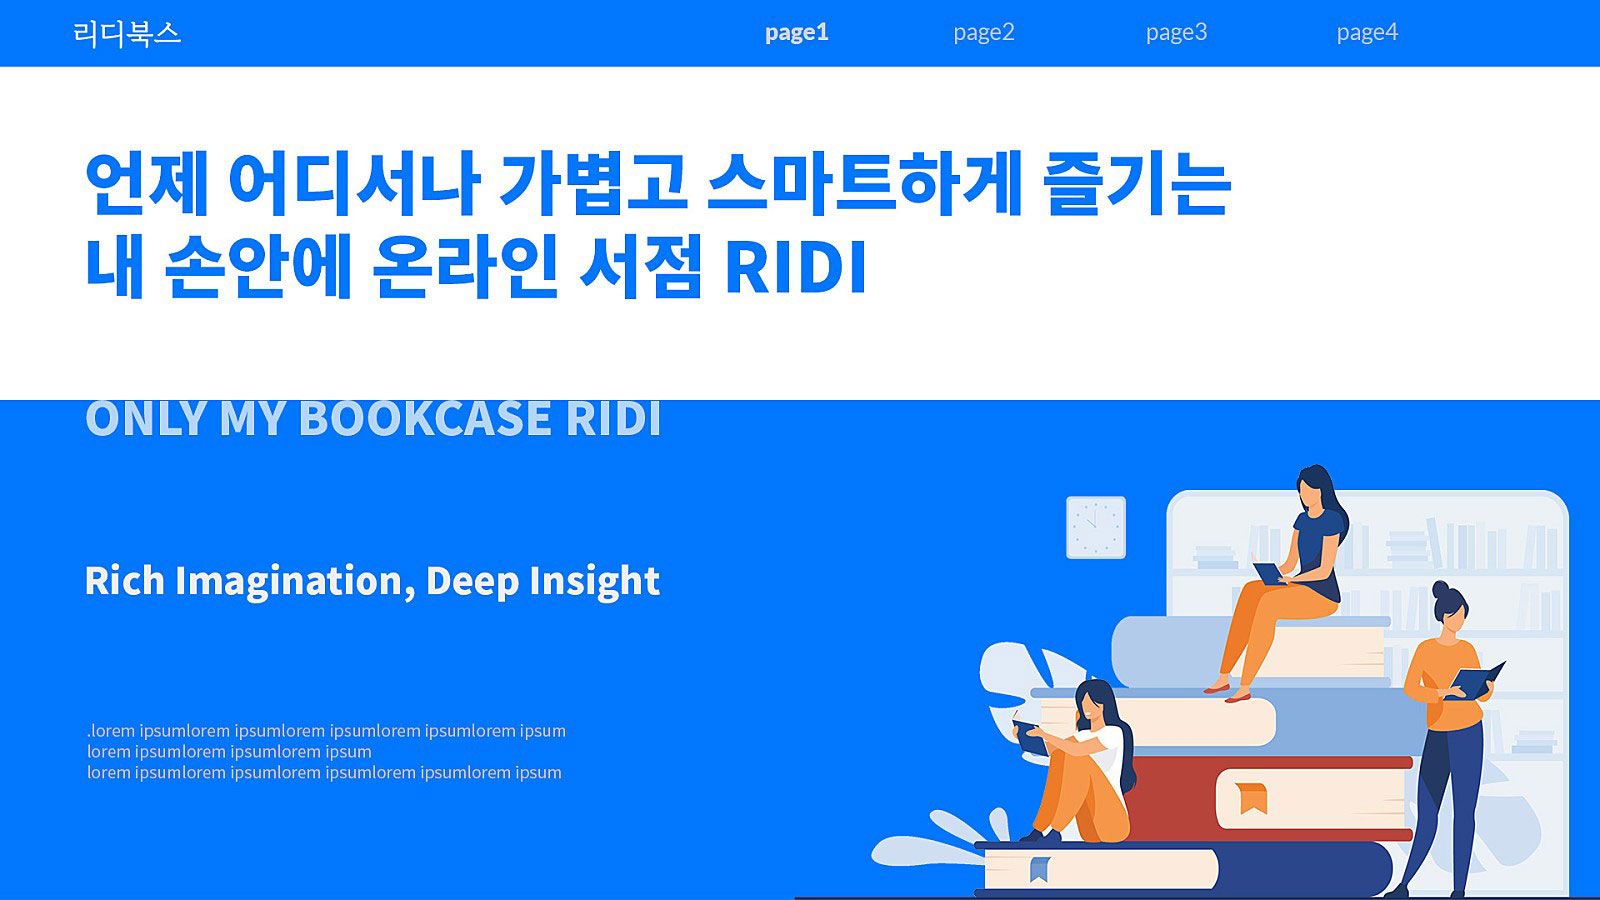 리디북스
page1 page2 page3 page4
언제 어디서나 가볍고 스마트하게 즐기는
내 손안에 온라인 서점 RIDI
ONLY MY BOOKCASE RIDI
Rich Imagination, Deep Insight
.lorem ipsumlorem ipsumlorem ipsumlorem ipsumlorem ipsum
lorem ipsumlorem ipsumlorem ipsum
lorem ipsumlorem ipsumlorem ipsumlorem ipsumlorem ipsum